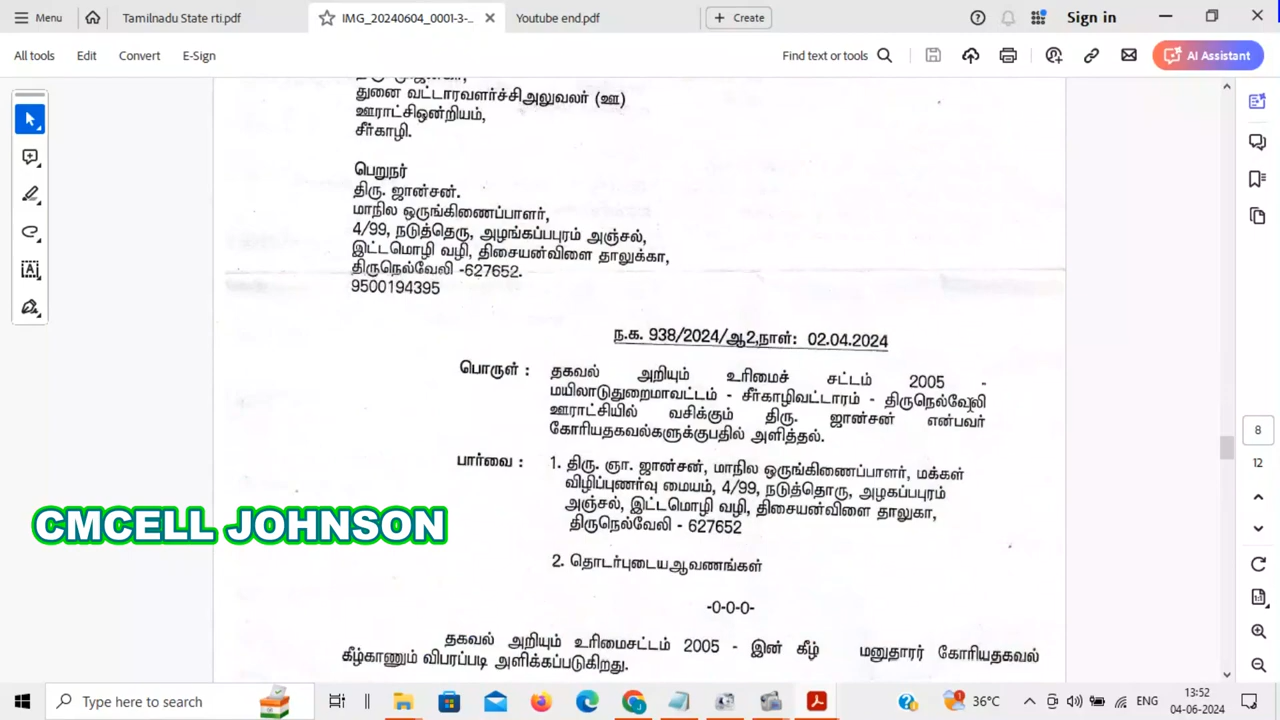 Menu
Tamilnadu State rti.pdf
IMG_20240604_0001-3-...
Youtube end.pdf
Create
Sign in
All tools Edit Convert E-Sign
Find text or tools
AI Assistant
துனை வட்டாரவளர்ச்சிஅலுவலர் (ஊ)
ஊராட்சிஒன்றியம்,
சீர்காழி.
பெறுநர்
திரு. ஜான்சன்.
மாநில ஒருங்கிணைப்பாளர்,
4/99, நடுத்தெரு, அழங்கப்பபுரம் அஞ்சல்,
இட்டமொழி வழி, திசையன்விளை தாலுக்கா,
திருநெல்வேலி -627652.
9500194395
ந.க. 938/2024/ஆ2,நாள்: 02.04.2024
பொருள் : தகவல் அறியும் உரிமைச் சட்டம் 2005 -
மயிலாடுதுறைமாவட்டம் - சீர்காழிவட்டாரம் - திருநெல்வேலி
ஊராட்சியில் வசிக்கும் திரு. ஜான்சன் என்பவர்
கோரியதகவல்களுக்குபதில் அளித்தல்.
பார்வை : 1. திரு. ஞா. ஜான்சன், மாநில ஒருங்கிணைப்பாளர், மக்கள்
விழிப்புணர்வு மையம், 4/99, நடுத்தொரு, அழகப்பபுரம்
அஞ்சல், இட்டமொழி வழி, திசையன்விளை தாலுகா,
திருநெல்வேலி - 627652
2. தொடர்புடையஆவணங்கள்
-0-0-0-
தகவல் அறியும் உரிமைசட்டம் 2005 - இன் கீழ் மனுதாரர் கோரியதகவல்
கீழ்காணும் விபரப்படி அளிக்கப்படுகிறது.
CMCELL JOHNSON
8
12
Type here to search
36°C
ENG
13:52
04-06-2024